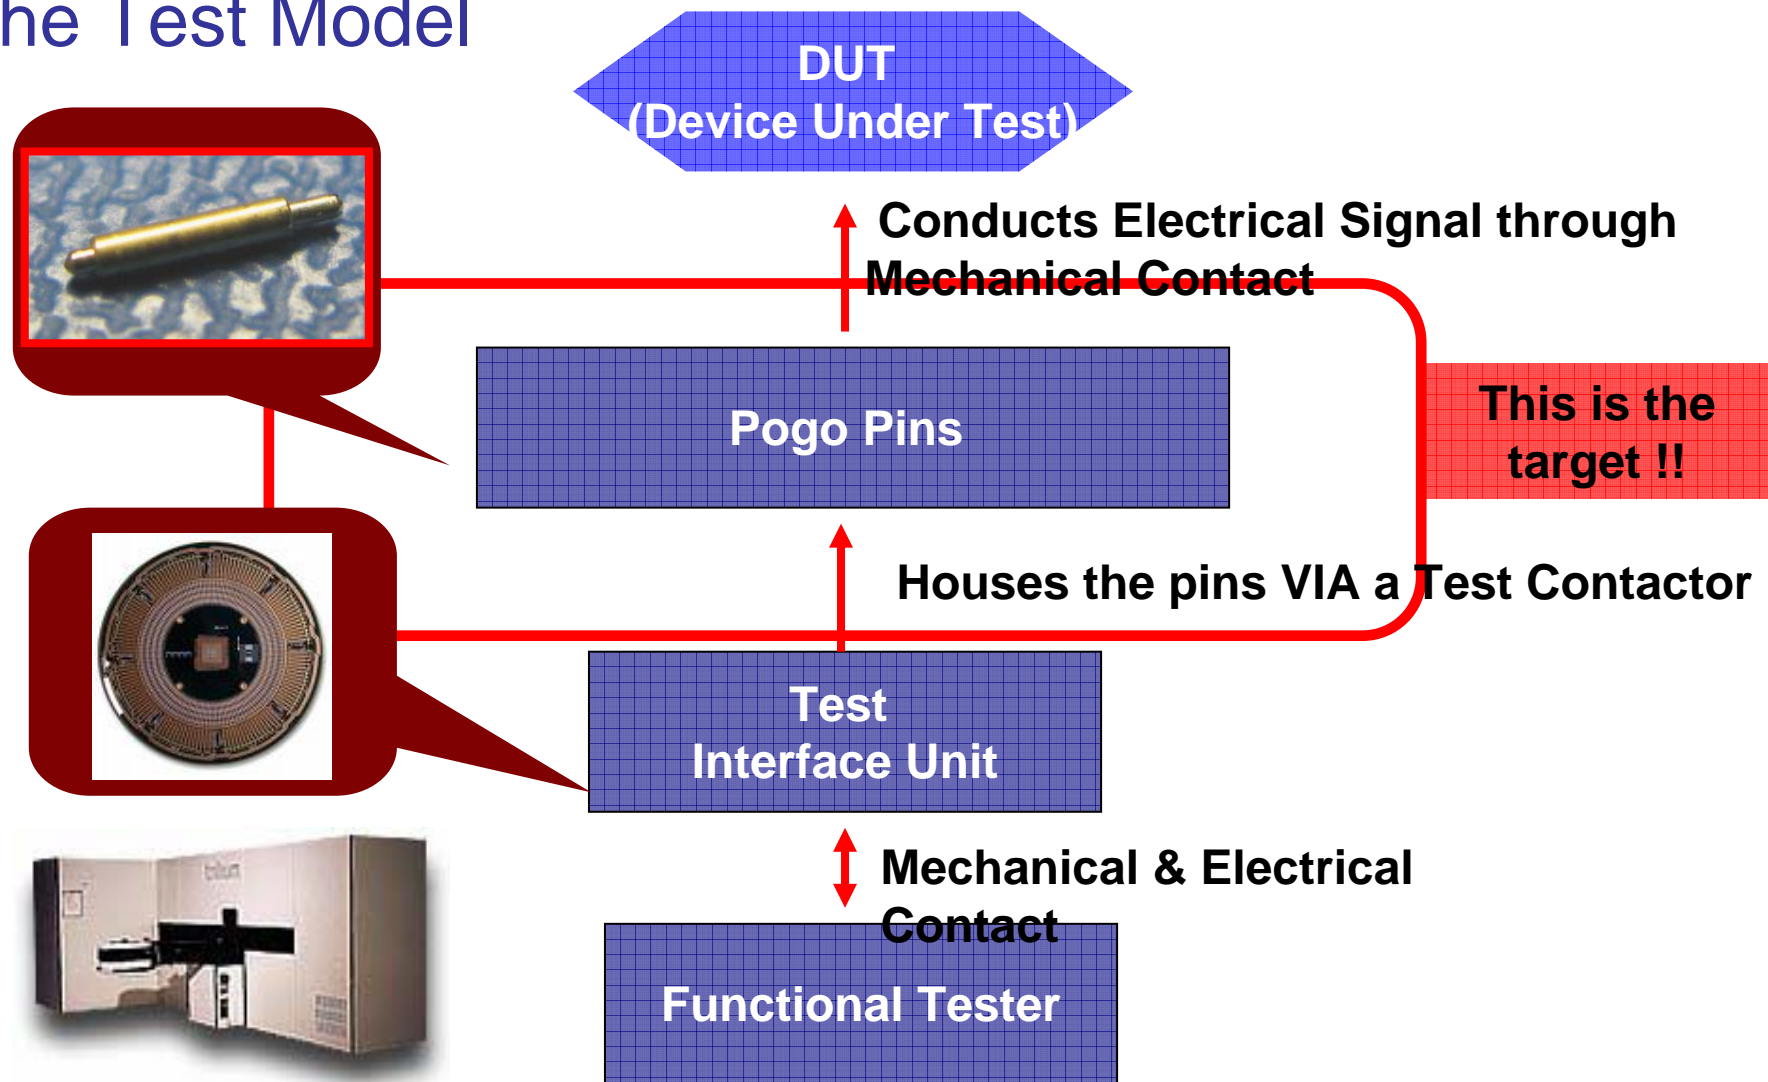 he Test Model
DUT
(Device Under Test)
Conducts Electrical Signal through
Mechanical Contact
Pogo Pins
This is the
target !!
Houses the pins VIA a Test Contactor
Test
Interface Unit
Mechanical & Electrical
Contact
Functional Tester